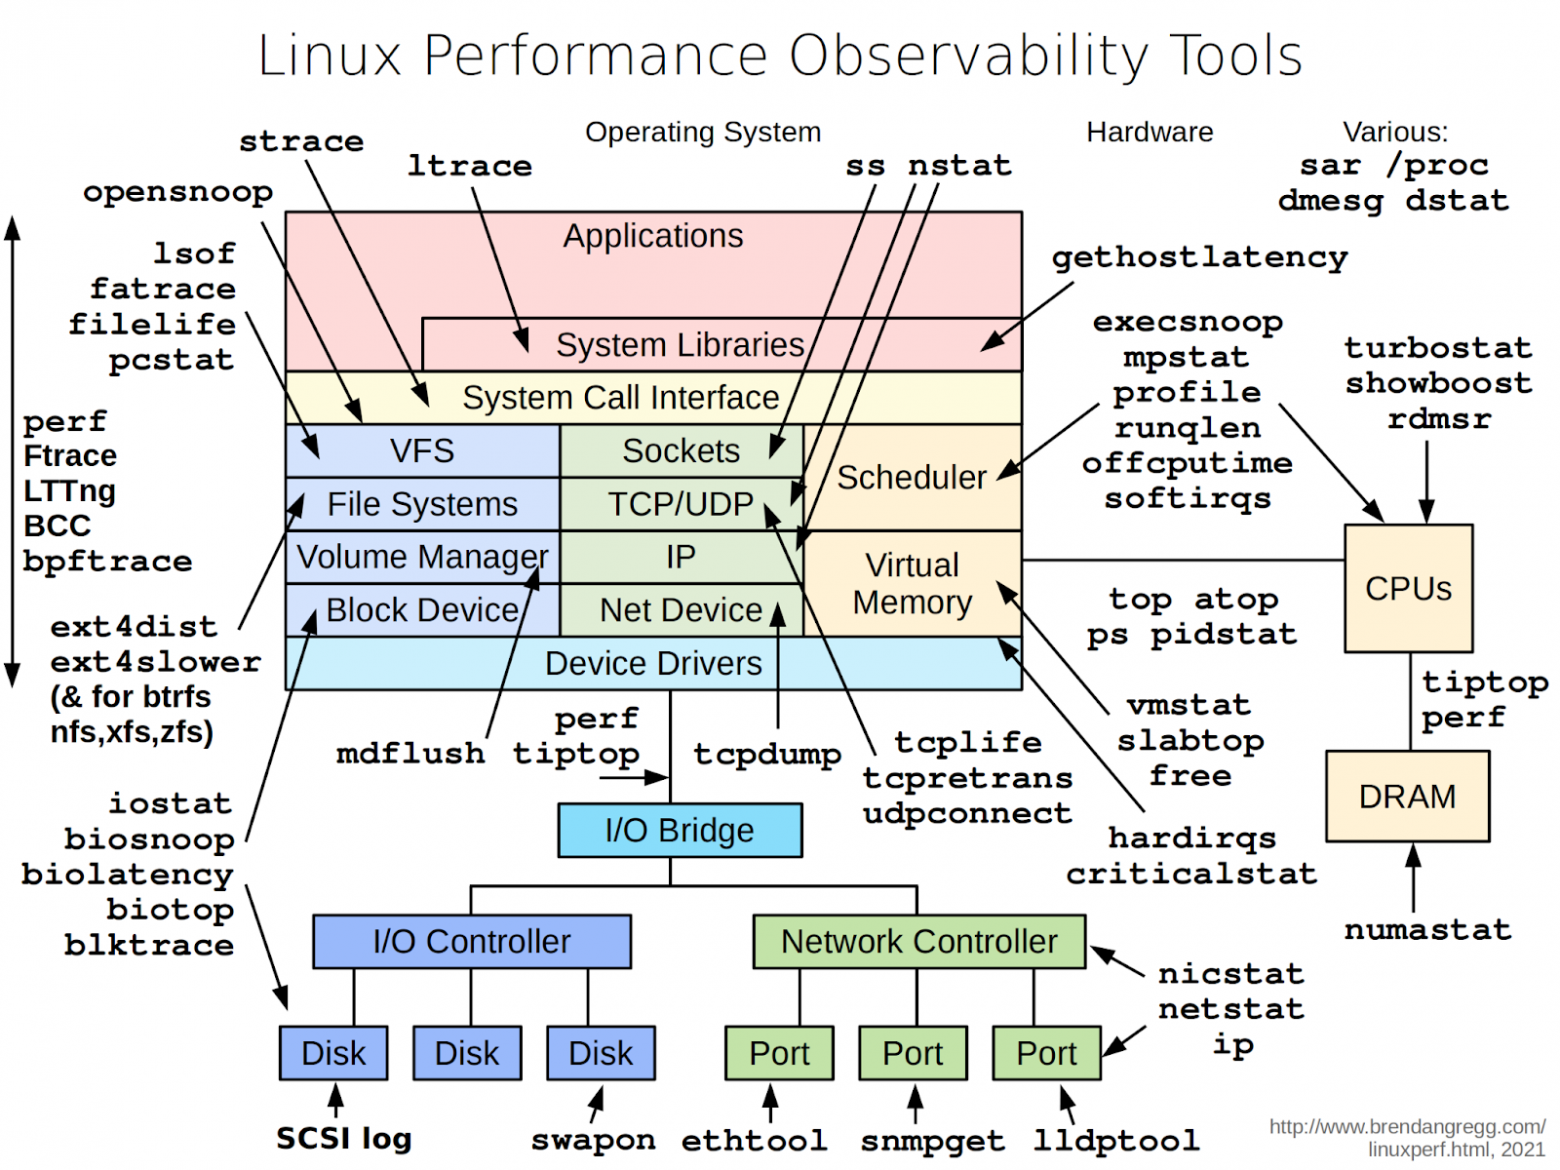 Linux Performance Observability Tools
Operating System
Hardware
Various:
sar /proc
dmesg dstat
strace
ltrace
ss nstat
opensnoop
lsof
fatrace
filelife
pcstat
gethostlatency
execsnoop
mpstat
profile
runqlen
offcputime
softirqs
turbostat
showboost
rdmsr
Applications
System Libraries
System Call Interface
VFS
Sockets
Scheduler
File Systems
TCP/UDP
Volume Manager
IP
Virtual
Memory
Block Device
Net Device
Device Drivers
CPUs
perf
Ftrace
LTTng
BCC
bpftrace
top atop
ps pidstat
ext4dist
ext4slower
(& for btrfs
nfs,xfs,zfs)
tiptop
perf
mdflush
perf
tiptop
tcpdump
tcplife
tcpretrans
udpconnect
vmstat
slabtop
free
DRAM
iostat
biosnoop
biolatency
biotop
blktrace
I/O Bridge
hardirqs
criticalstat
numastat
I/O Controller
Network Controller
nicstat
netstat
ip
Disk
Disk
Disk
Port
Port
Port
SCSI log
swapon
ethtool
snmpget
lldptool
http://www.brendangregg.com/
linuxperf.html, 2021